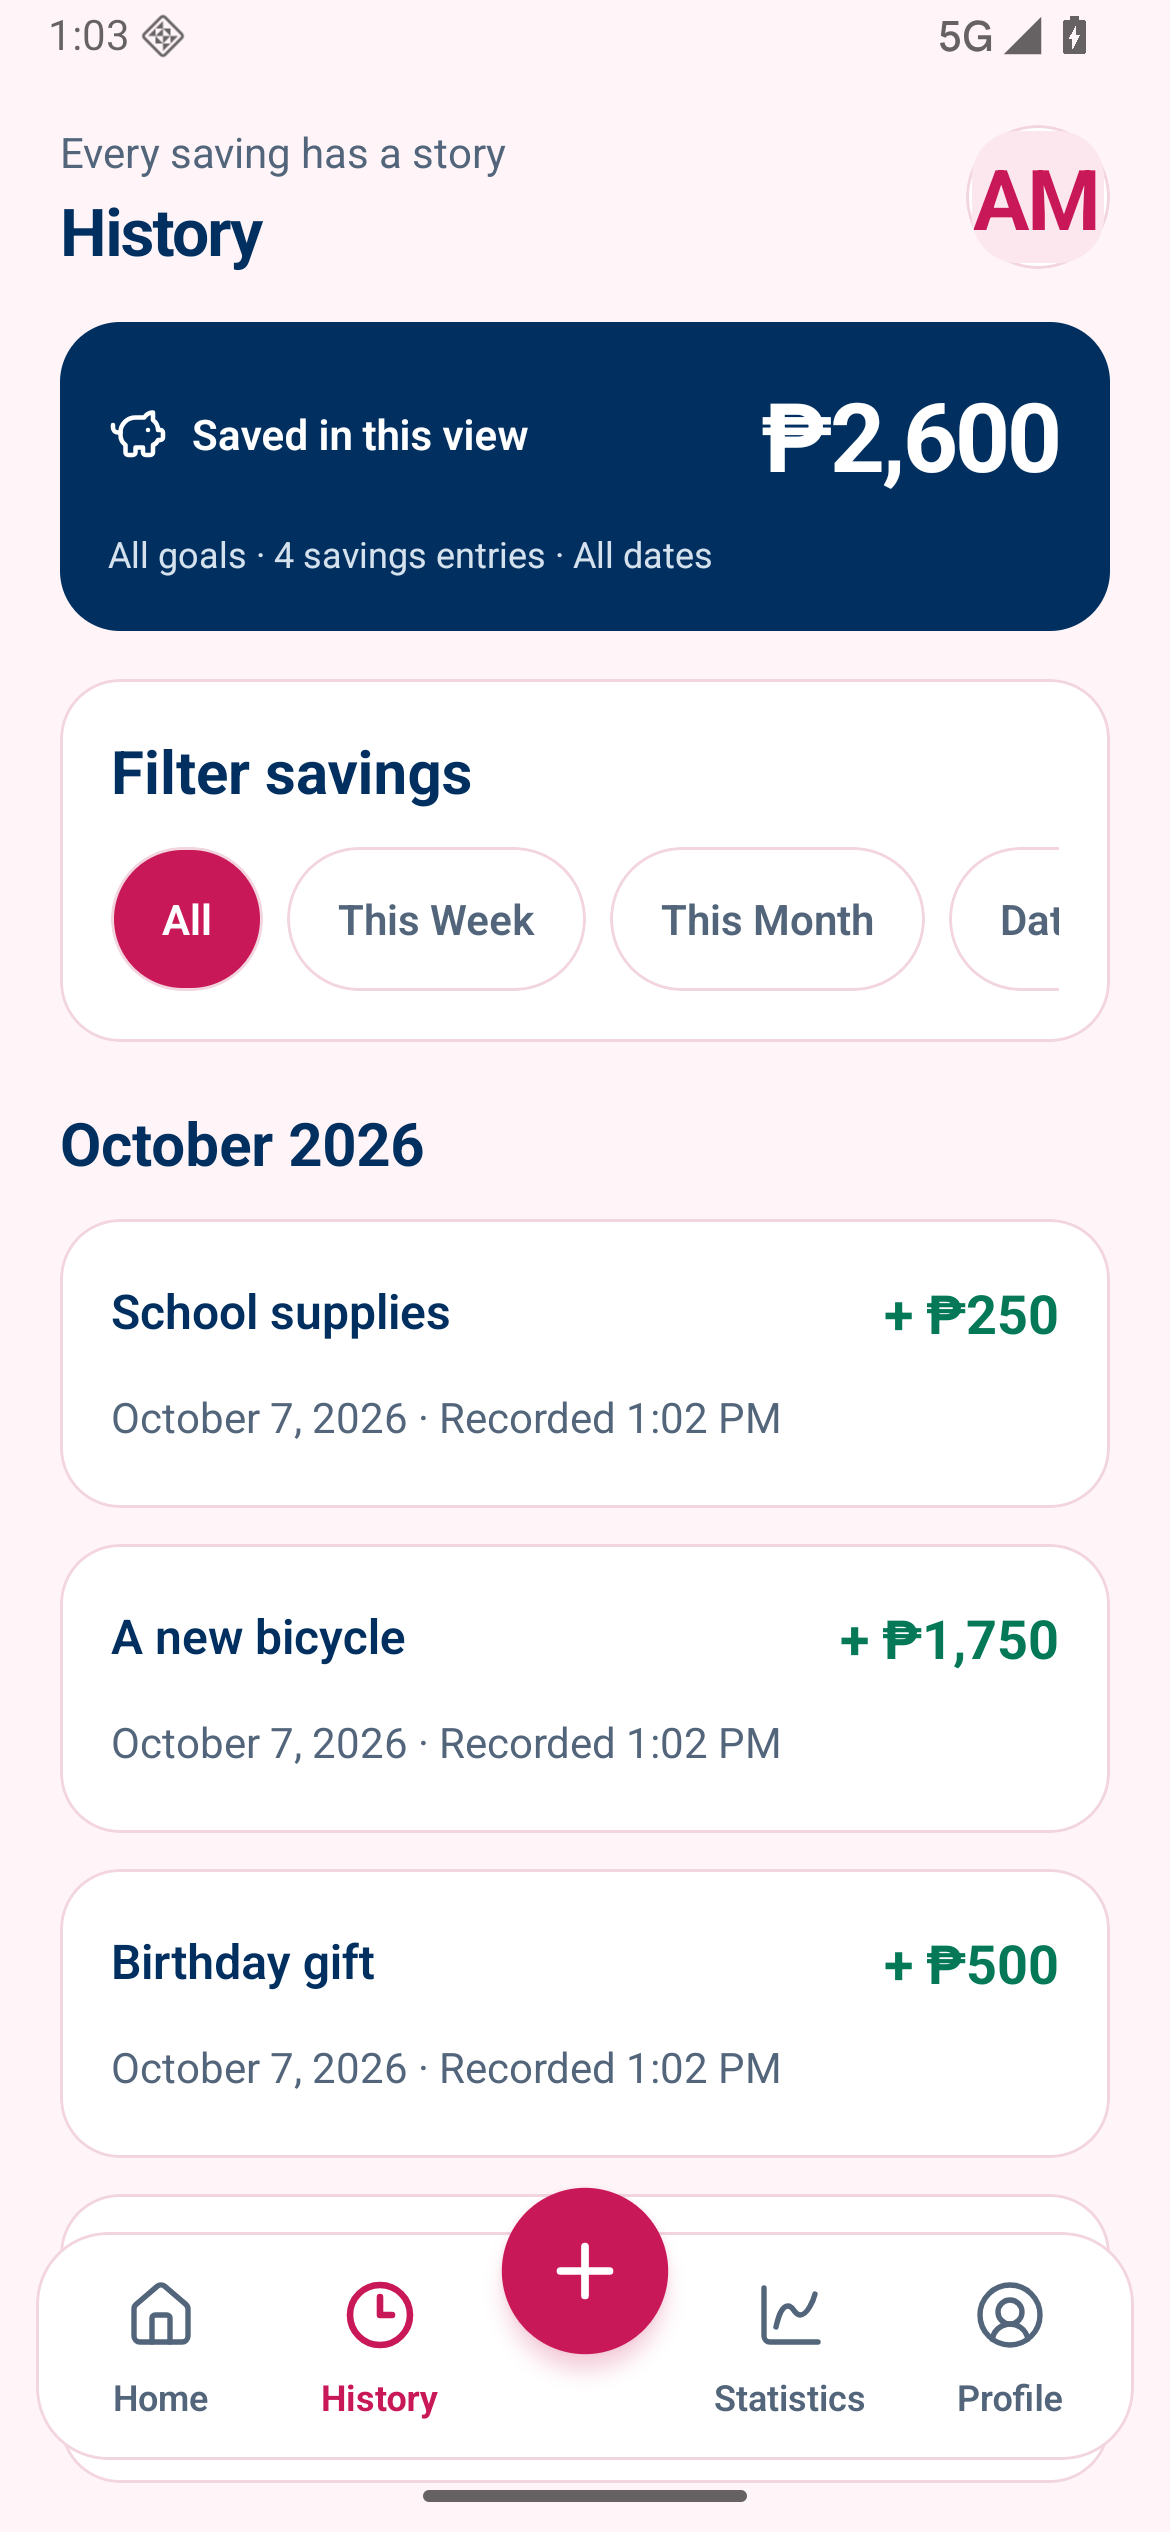 1:03
5G
Every saving has a story
History
AM
Saved in this view
₱2,600
All goals · 4 savings entries · All dates
Filter savings
All
This Week
This Month
Dat
October 2026
School supplies
+ ₱250
October 7, 2026 · Recorded 1:02 PM
A new bicycle
+ ₱1,750
October 7, 2026 · Recorded 1:02 PM
Birthday gift
+ ₱500
October 7, 2026 · Recorded 1:02 PM
Home
History
Statistics
Profile